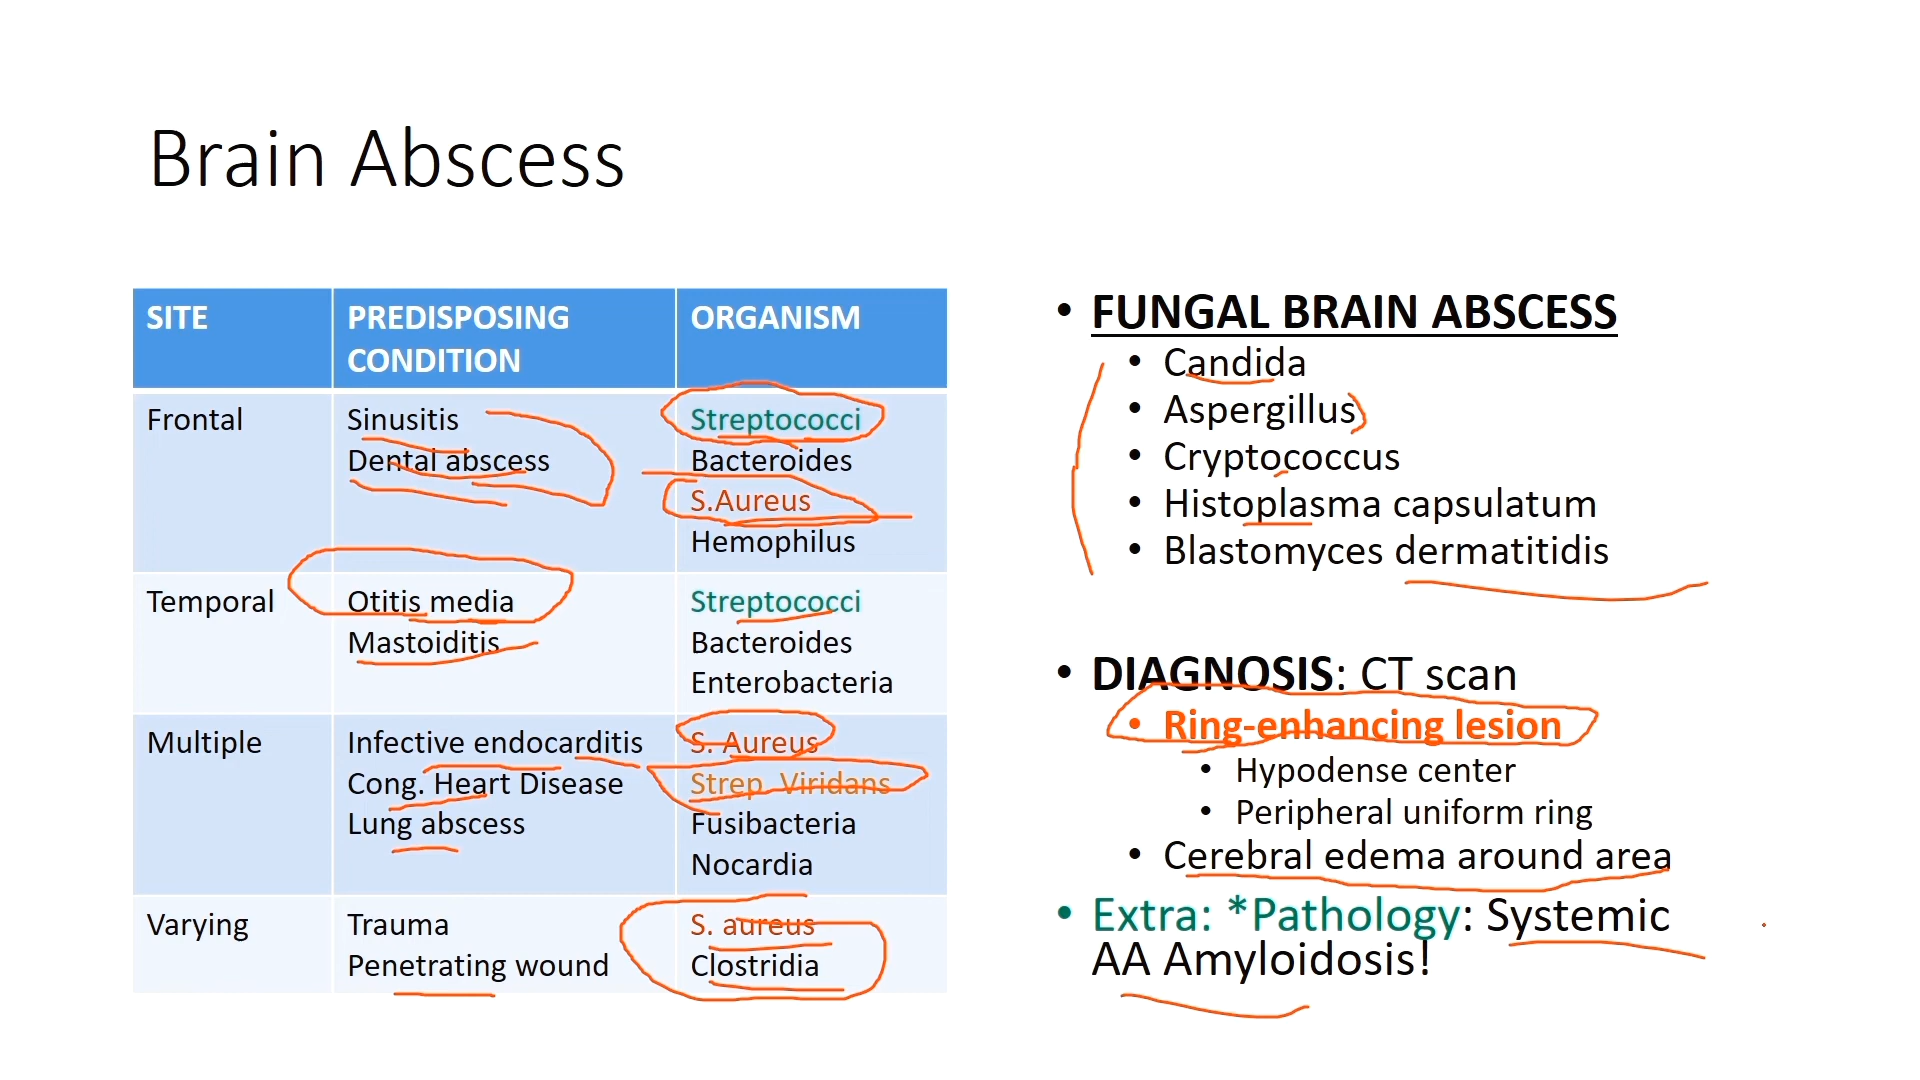 Brain Abscess
SITE
PREDISPOSING
CONDITION
ORGANISM
Frontal
Sinusitis
Dental abscess
Streptococci
Bacteroides
S.Aureus
Hemophilus
Temporal
Otitis media
Mastoiditis
Streptococci
Bacteroides
Enterobacteria
Multiple
Infective endocarditis
Cong. Heart Disease
Lung abscess
S. Aureus
Strep. Viridans
Fusibacteria
Nocardia
Varying
Trauma
Penetrating wound
S. aureus
Clostridia
• FUNGAL BRAIN ABSCESS
• Candida
• Aspergillus
• Cryptococcus
• Histoplasma capsulatum
• Blastomyces dermatitidis
• DIAGNOSIS: CT scan
• Ring-enhancing lesion
• Hypodense center
• Peripheral uniform ring
• Cerebral edema around area
• Extra: *Pathology: Systemic
AA Amyloidosis!